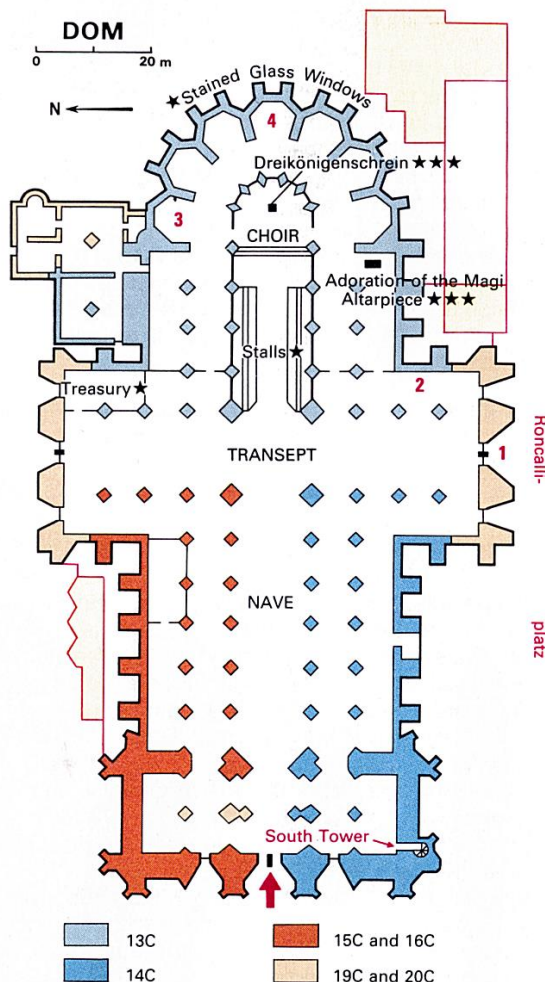 DOM
0 20 m
N
★Stained Glass Windows
4
Dreikönigenschrein ★★★
3
CHOIR
Adoration of the Magi
Altarpiece ★★★
Stalls★
2
Treasury★
1
Roncalli-
TRANSEPT
NAVE
platz
South Tower
13C
15C and 16C
14C
19C and 20C